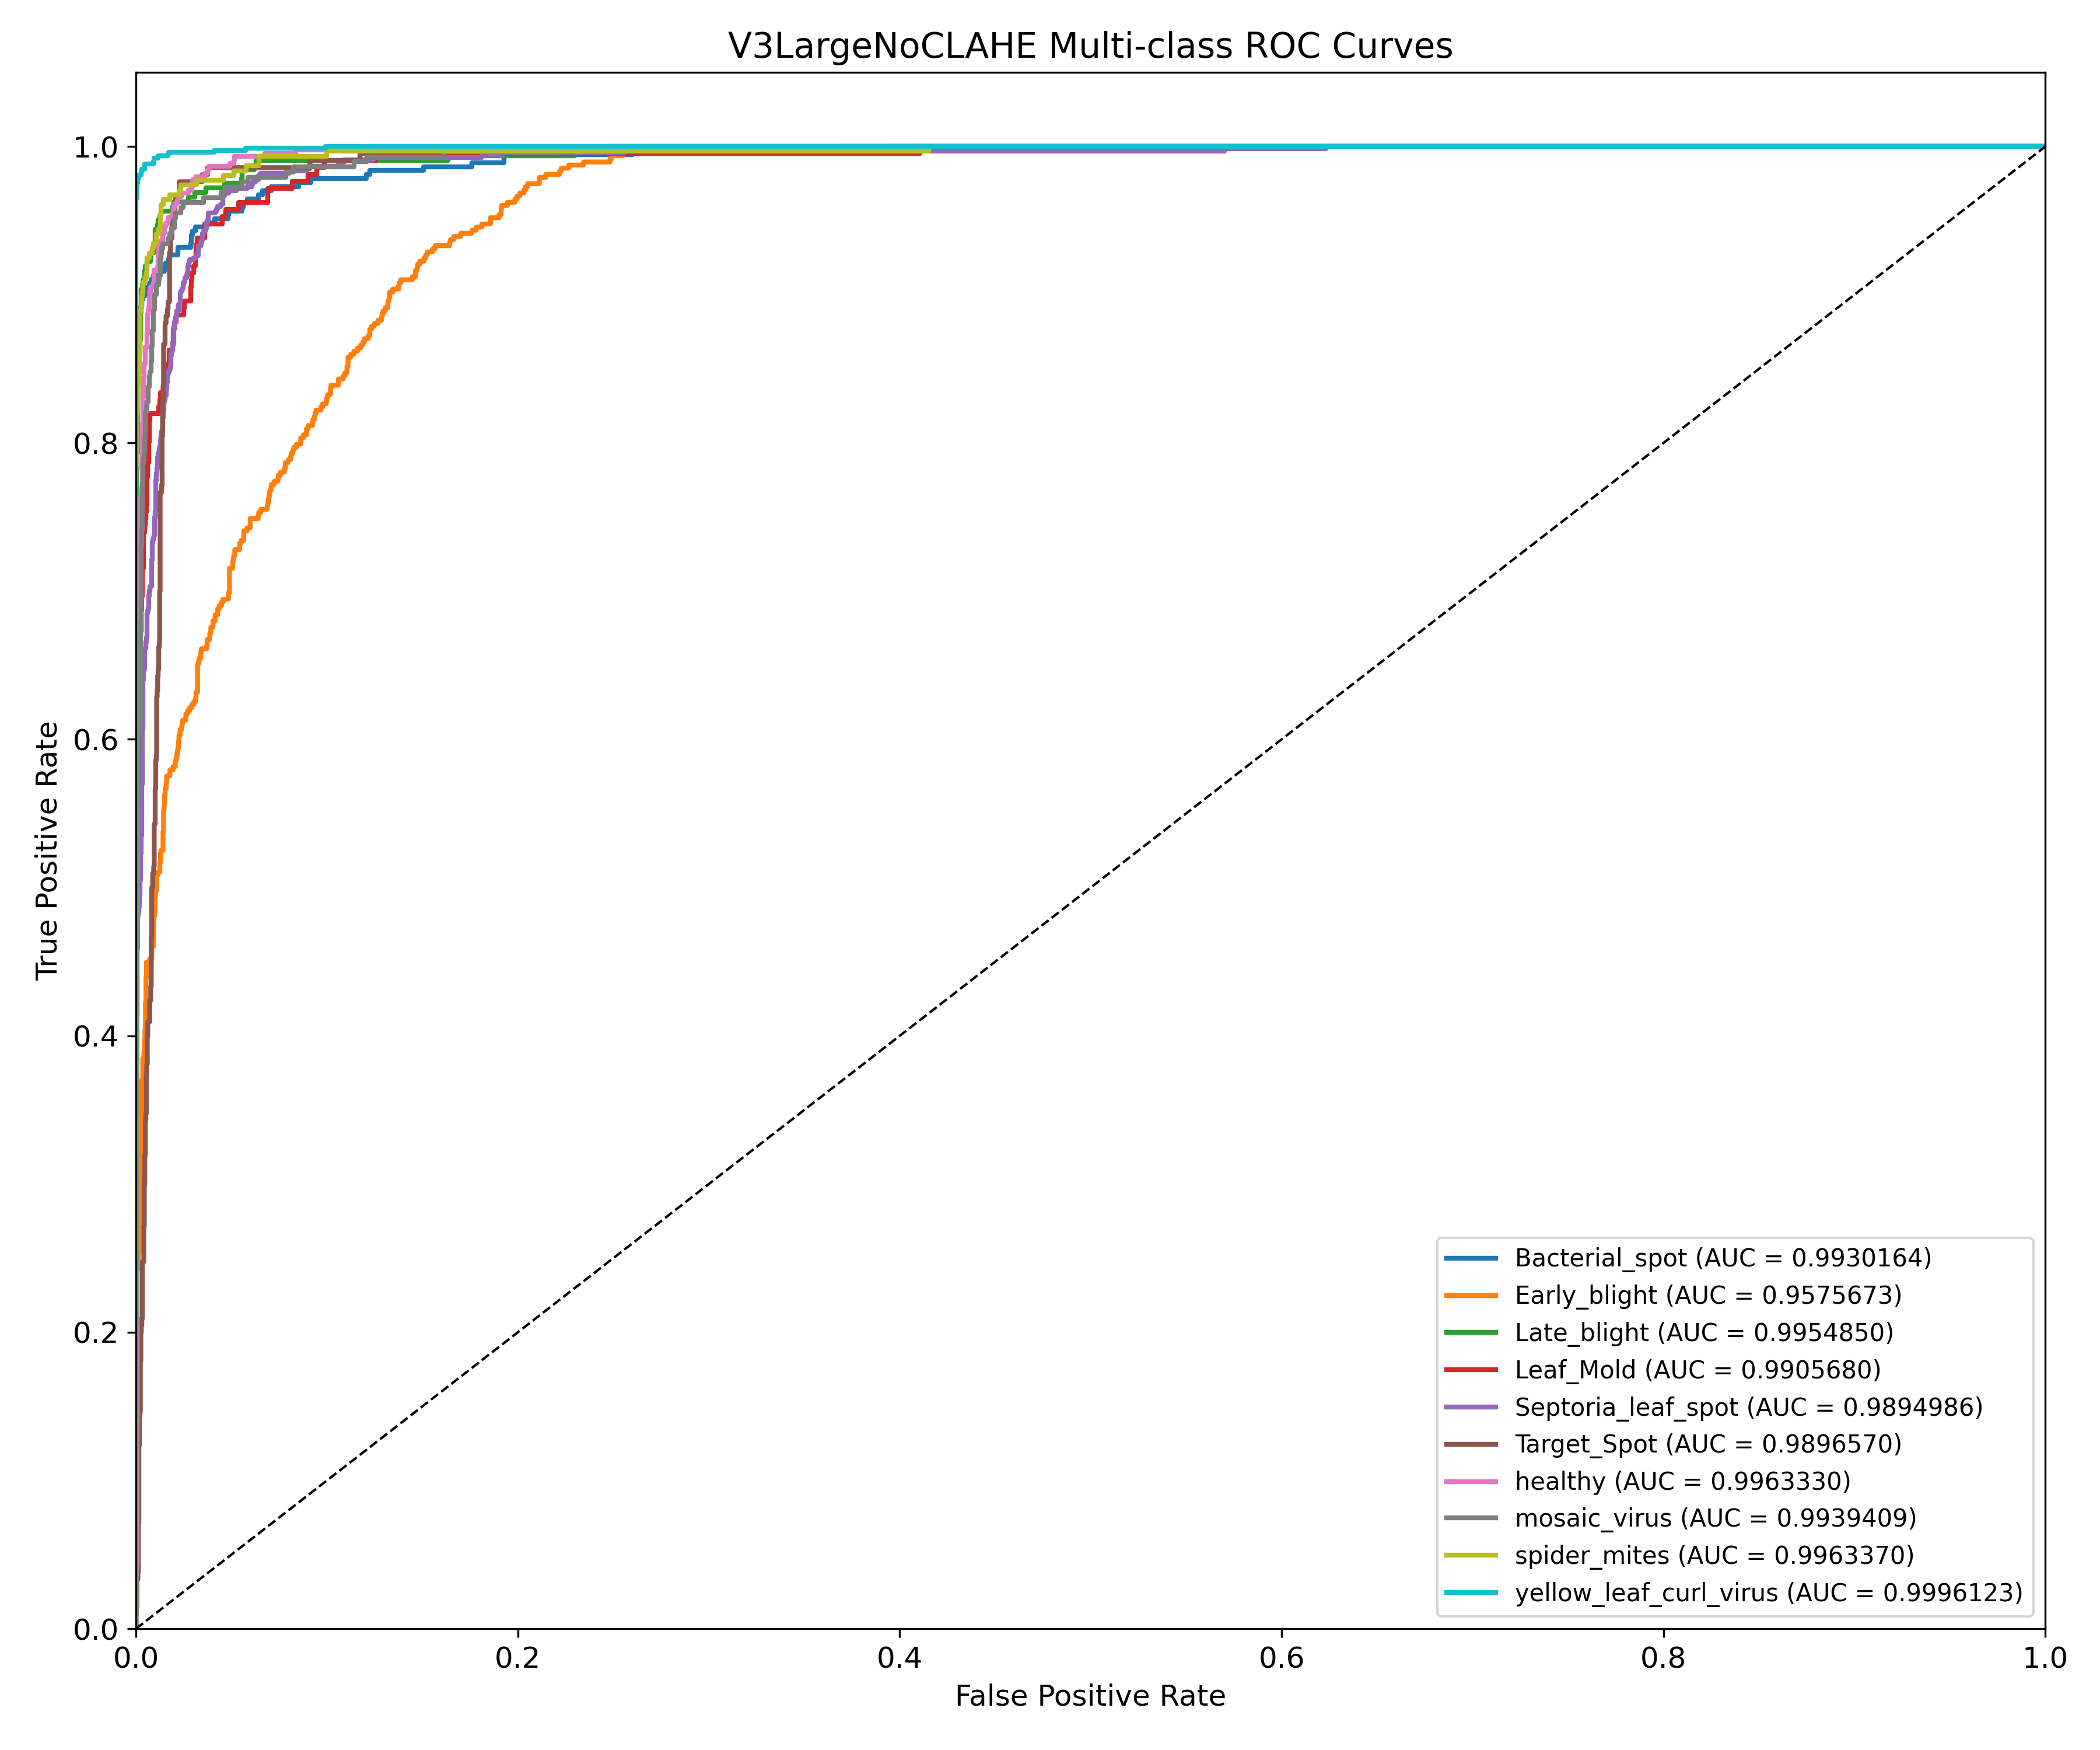 V3LargeNoCLAHE Multi-class ROC Curves
1.0
0.8
0.6
0.4
0.2
0.0
True Positive Rate
0.0 0.2 0.4 0.6 0.8 1.0
False Positive Rate
Bacterial_spot (AUC = 0.9930164)
Early_blight (AUC = 0.9575673)
Late_blight (AUC = 0.9954850)
Leaf_Mold (AUC = 0.9905680)
Septoria_leaf_spot (AUC = 0.9894986)
Target_Spot (AUC = 0.9896570)
healthy (AUC = 0.9963330)
mosaic_virus (AUC = 0.9939409)
spider_mites (AUC = 0.9963370)
yellow_leaf_curl_virus (AUC = 0.9996123)